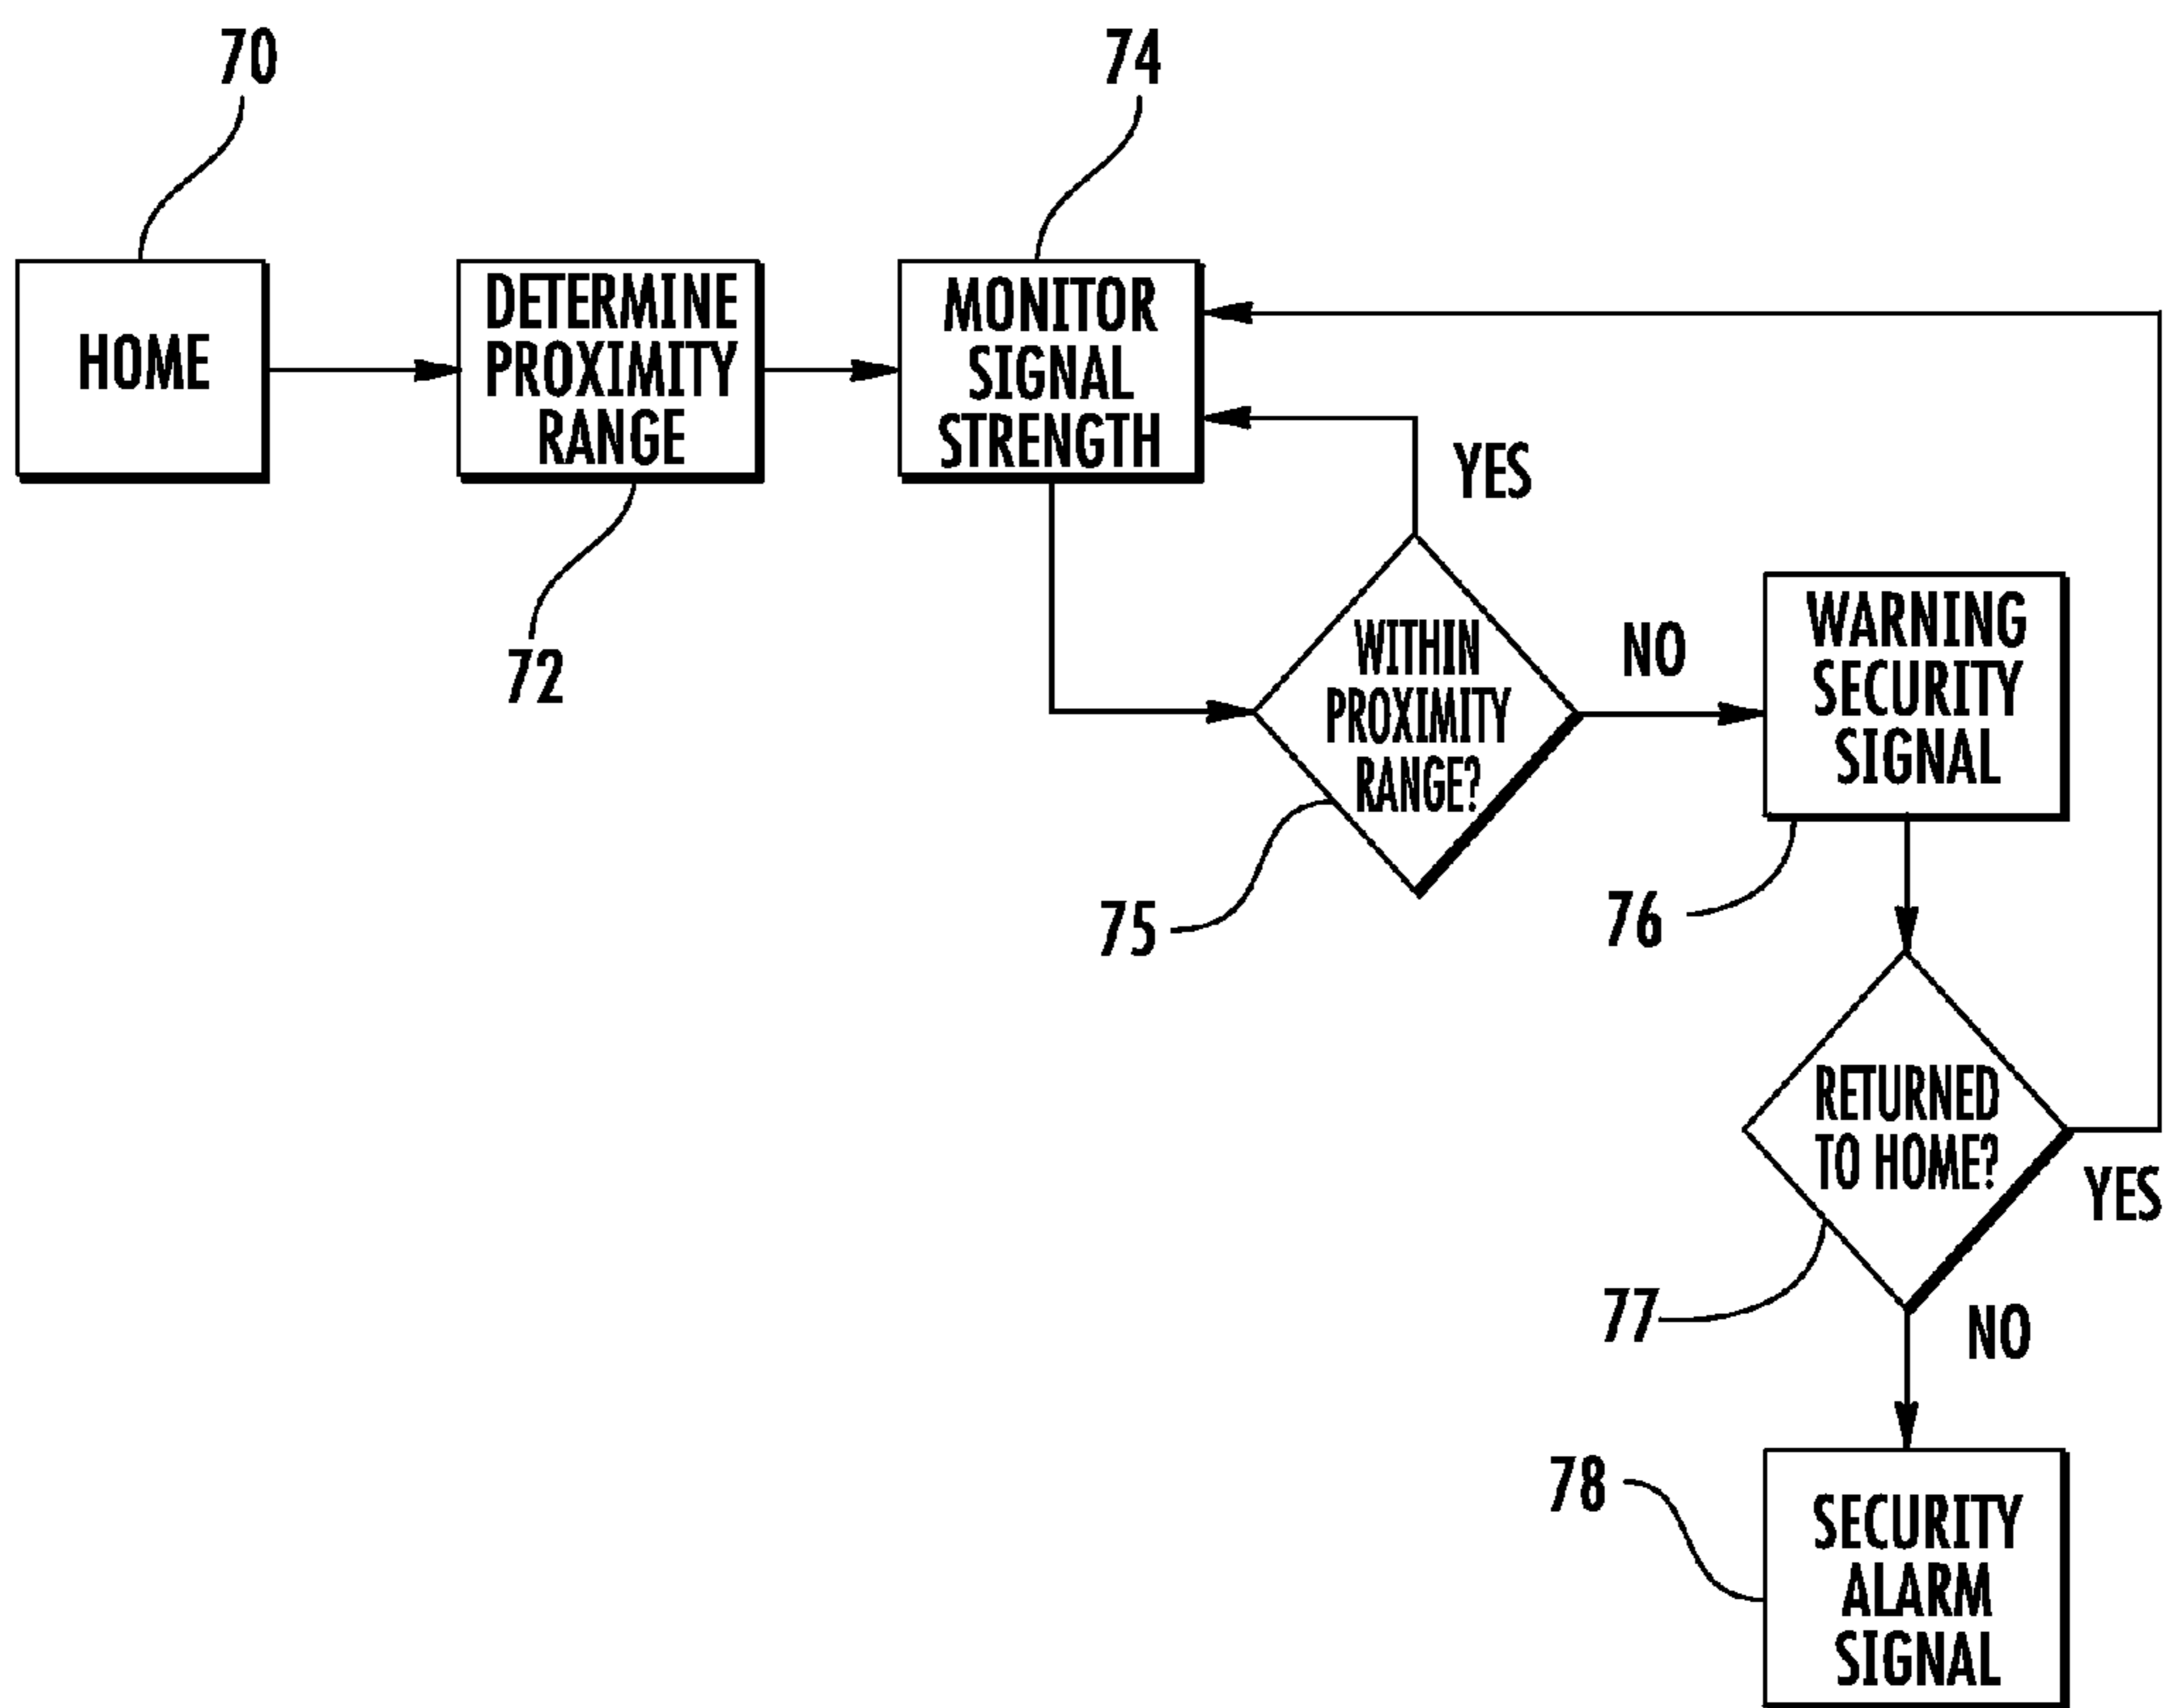 70
74
HOME
DETERMINE
PROXIMITY
RANGE
MONITOR
SIGNAL
STRENGTH
YES
72
WITHIN
PROXIMITY
RANGE?
NO
WARNING
SECURITY
SIGNAL
75
76
RETURNED
TO HOME?
YES
77
NO
78
SECURITY
ALARM
SIGNAL